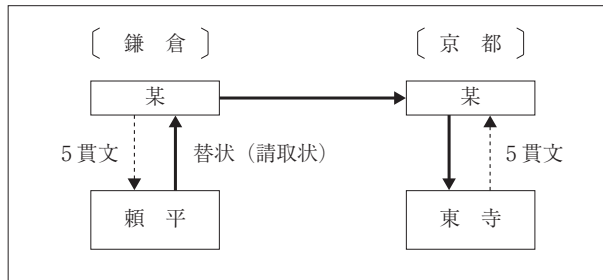 〔 鎌 倉 〕 〔 京 都 〕
某 某
5貫文 替状（請取状） 5貫文
頼 平 東 寺